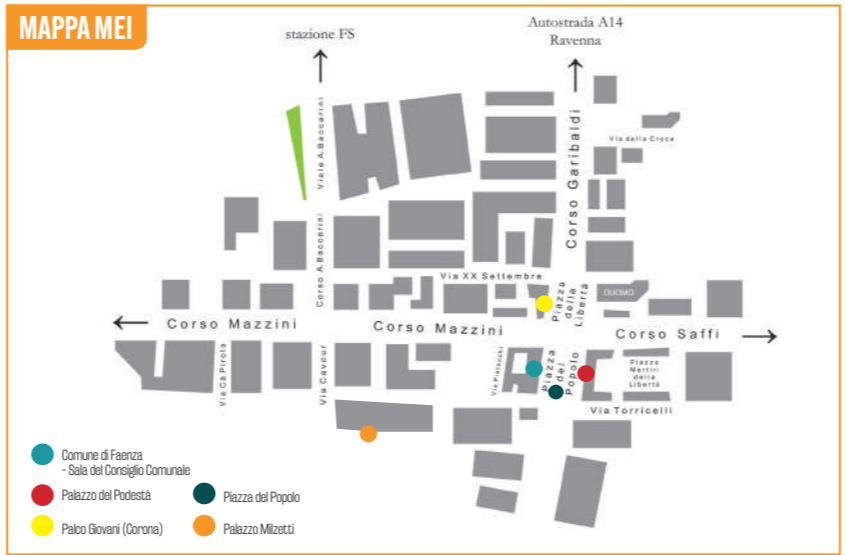 MAPPA MEI
stazione FS
Autostrada A14
Ravenna
Viale A.Baccarini
Corso Garibaldi
Via della Croce
Corso A.Baccarini
Via XX Settembre
Piazza
della
Libertà
DUOMO
Corso Mazzini
Corso Mazzini
Corso Saffi
Via Cà Pirota
Via Cavour
Via Pistocchi
Piazza
del
Popolo
Piazza
Martiri
della
Libertà
Via Torricelli
Comune di Faenza
- Sala del Consiglio Comunale
Palazzo del Podestà
Piazza del Popolo
Palco Giovani (Corona)
Palazzo Milzetti